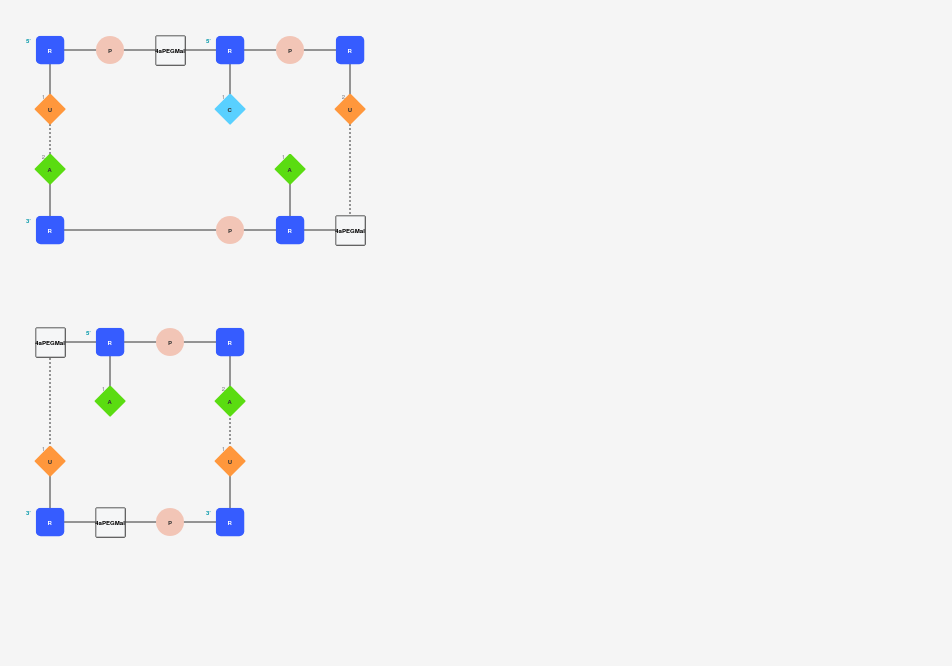 5' R P 4aPEGMal 5' R P R
1 U 1 C 2 U
2 A 1 A
3' R P R 4aPEGMal
4aPEGMal 5' R P R
1 A 2 A
1 U 1 U
3' R 4aPEGMal P 3' R